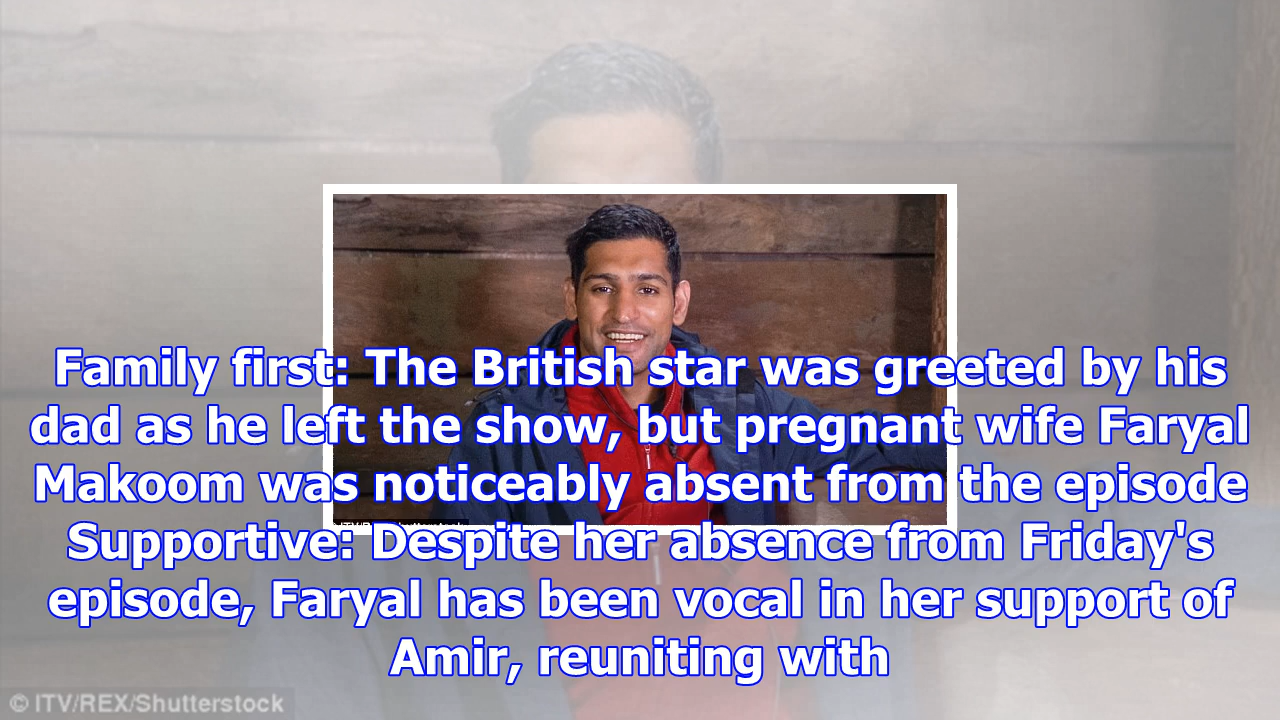 Family first: The British star was greeted by his
dad as he left the show, but pregnant wife Faryal
Makoom was noticeably absent from the episode
Supportive: Despite her absence from Friday's
episode, Faryal has been vocal in her support of
Amir, reuniting with
© ITV/REX/Shutterstock